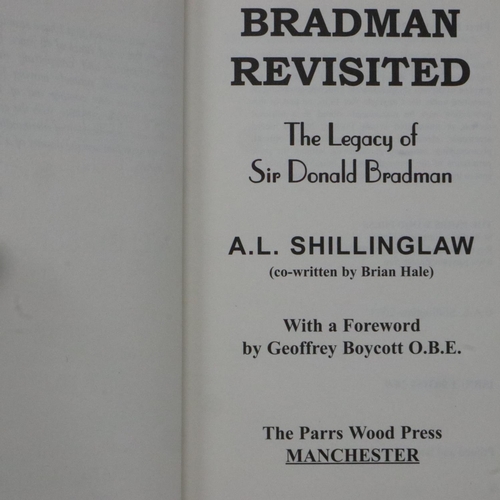 BRADMAN
REVISITED
The Legacy of
Sir Donald Bradman
A.L. SHILLINGLAW
(co-written by Brian Hale)
With a Foreword
by Geoffrey Boycott O.B.E.
The Parrs Wood Press
MANCHESTER